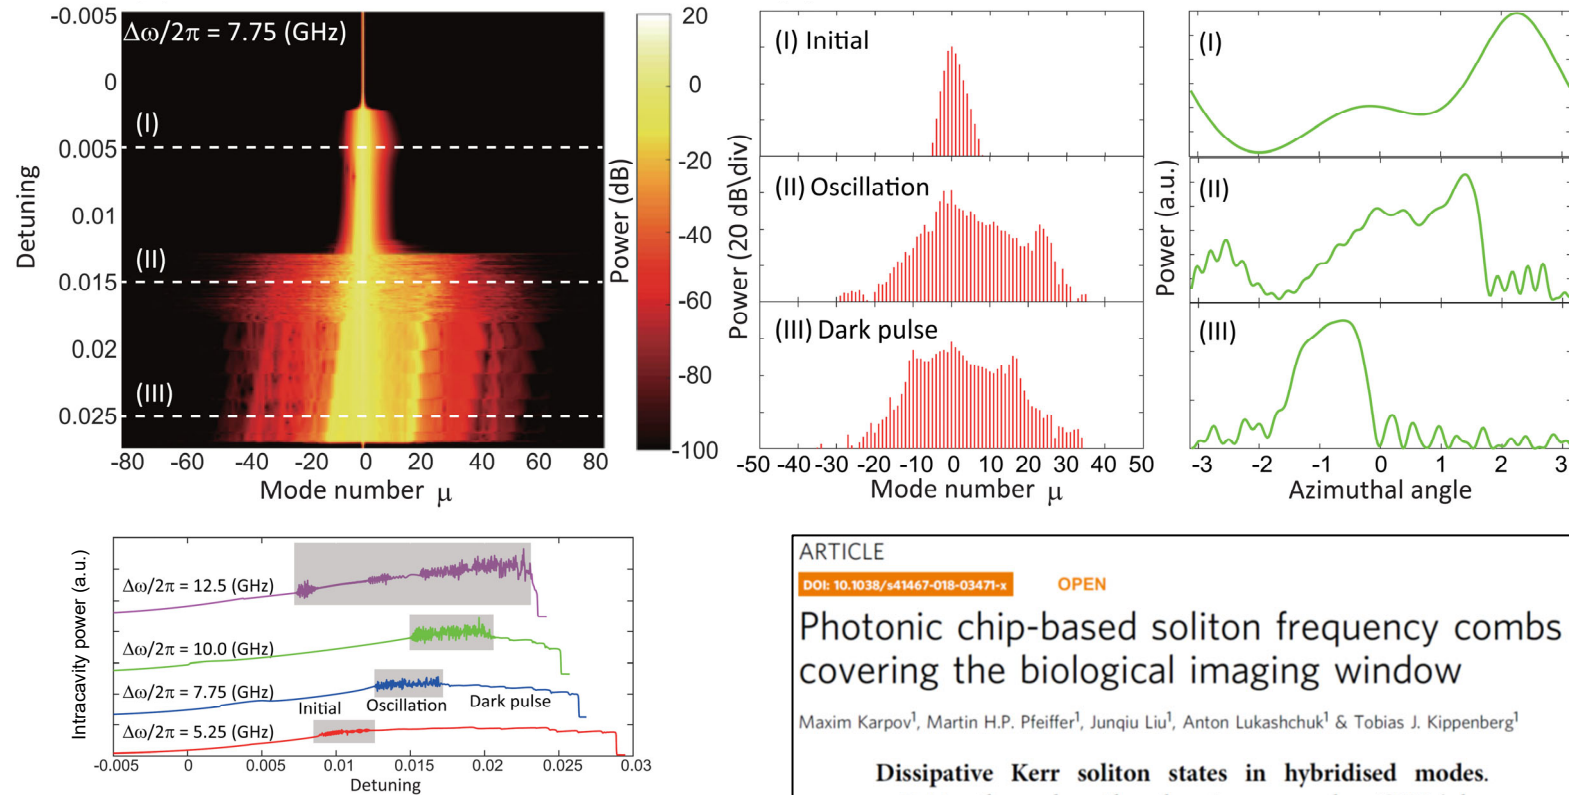 -0.005
0
0.005
0.01
0.015
0.02
0.025
Detuning
Δω/2π = 7.75 (GHz)
(I)
(II)
(III)
-80 -60 -40 -20 0 20 40 60 80
Mode number μ
20
0
-20
-40
-60
-80
-100
Power (dB)
(I) Initial
(II) Oscillation
(III) Dark pulse
Power (20 dB\div)
-50 -40 -30 -20 -10 0 10 20 30 40 50
Mode number μ
(I)
(II)
(III)
Power (a.u.)
-3 -2 -1 0 1 2 3
Azimuthal angle
Intracavity power (a.u.)
Δω/2π = 12.5 (GHz)
Δω/2π = 10.0 (GHz)
Δω/2π = 7.75 (GHz)
Initial Oscillation Dark pulse
Δω/2π = 5.25 (GHz)
-0.005 0 0.005 0.01 0.015 0.02 0.025 0.03
Detuning
ARTICLE
DOI: 10.1038/s41467-018-03471-x OPEN
Photonic chip-based soliton frequency combs
covering the biological imaging window
Maxim Karpov1, Martin H.P. Pfeiffer1, Junqiu Liu1, Anton Lukashchuk1 & Tobias J. Kippenberg1
Dissipative Kerr soliton states in hybridised modes.